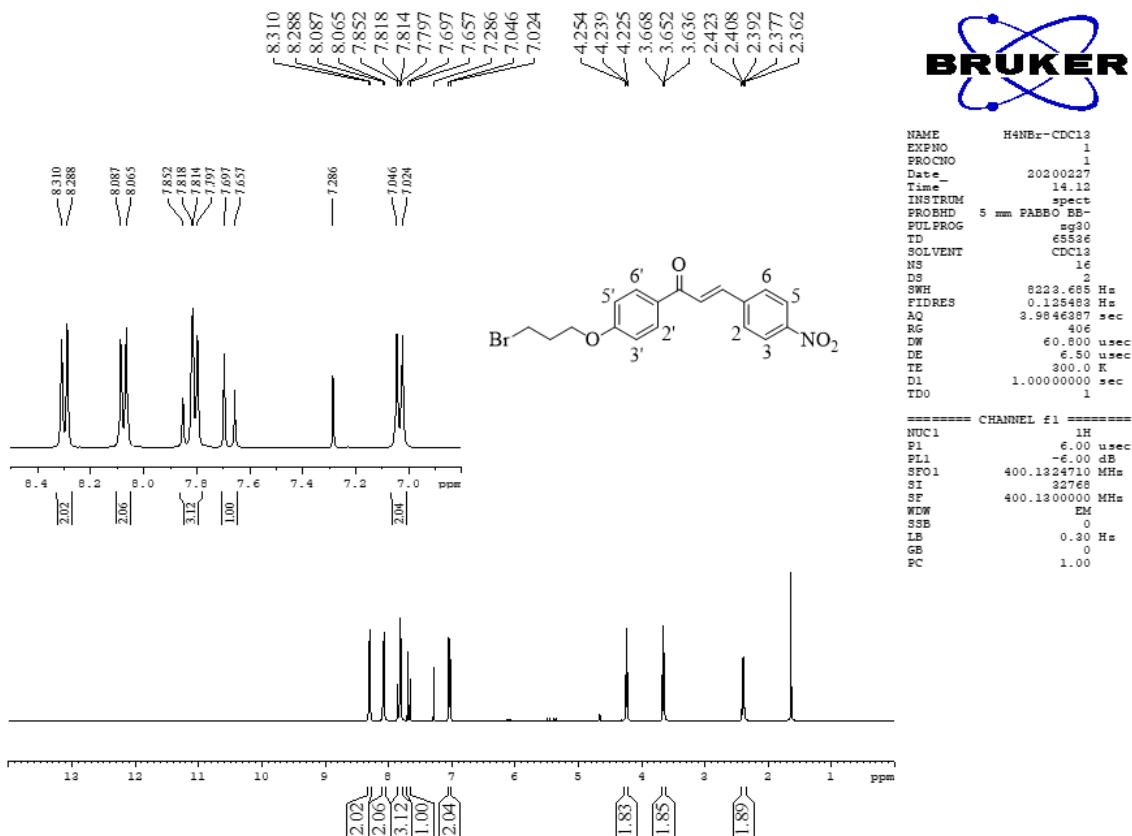 8.310
8.288
8.087
8.065
7.852
7.818
7.814
7.797
7.697
7.657
7.286
7.046
7.024
4.254
4.239
4.225
3.668
3.652
3.636
2.423
2.408
2.392
2.377
2.362
BRUKER
NAME H4NBr-CDCl3
EXPNO 1
PROCNO 1
Date_ 20200227
Time 14.12
INSTRUM spect
PROBHD 5 mm PABBO BB-
PULPROG zg30
TD 65536
SOLVENT CDCl3
NS 16
DS 2
SWH 8223.685 Hz
FIDRES 0.125483 Hz
AQ 3.9846387 sec
RG 406
DW 60.800 usec
DE 6.50 usec
TE 300.0 K
D1 1.00000000 sec
TD0 1
======== CHANNEL f1 ========
NUC1 1H
P1 6.00 usec
PL1 -6.00 dB
SFO1 400.1324710 MHz
SI 32768
SF 400.1300000 MHz
WDW EM
SSB 0
LB 0.30 Hz
GB 0
PC 1.00
8.310
8.288
8.087
8.065
7.852
7.818
7.814
7.797
7.697
7.657
7.286
7.046
7.024
O
6'
6
5'
5
Br
O
2'
3'
2
3
NO2
8.4 8.2 8.0 7.8 7.6 7.4 7.2 7.0 ppm
2.02 2.06 3.12 1.00 2.04
13 12 11 10 9 8 7 6 5 4 3 2 1 ppm
2.02 2.06 3.12 1.00 2.04 1.83 1.85 1.89